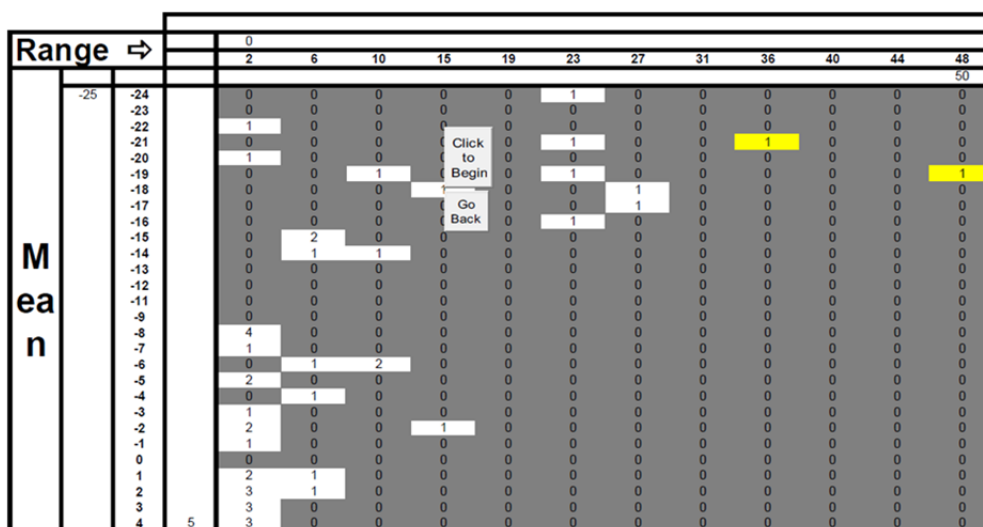 Range ⇨ 0
2 6 10 15 19 23 27 31 36 40 44 48
50
-25 -24 0 0 0 0 0 1 0 0 0 0 0 0
-23 0 0 0 0 0 0 0 0 0 0 0 0
-22 1 0 0 0 0 0 0 0 0 0 0 0
-21 0 0 0 0 0 1 0 0 1 0 0 0
-20 1 0 0 0 0 0 0 0 0 0 0 0
-19 0 0 1 0 0 1 0 0 0 0 0 1
-18 0 0 0 1 0 0 1 0 0 0 0 0
-17 0 0 0 0 0 0 1 0 0 0 0 0
-16 0 0 0 0 0 1 0 0 0 0 0 0
-15 0 2 0 0 0 0 0 0 0 0 0 0
-14 0 1 1 0 0 0 0 0 0 0 0 0
-13 0 0 0 0 0 0 0 0 0 0 0 0
-12 0 0 0 0 0 0 0 0 0 0 0 0
-11 0 0 0 0 0 0 0 0 0 0 0 0
-9 0 0 0 0 0 0 0 0 0 0 0 0
-8 4 0 0 0 0 0 0 0 0 0 0 0
-7 1 0 0 0 0 0 0 0 0 0 0 0
-6 0 1 2 0 0 0 0 0 0 0 0 0
-5 2 0 0 0 0 0 0 0 0 0 0 0
-4 0 1 0 0 0 0 0 0 0 0 0 0
-3 1 0 0 0 0 0 0 0 0 0 0 0
-2 2 0 0 1 0 0 0 0 0 0 0 0
-1 1 0 0 0 0 0 0 0 0 0 0 0
0 0 0 0 0 0 0 0 0 0 0 0 0
1 2 1 0 0 0 0 0 0 0 0 0 0
2 3 1 0 0 0 0 0 0 0 0 0 0
3 3 0 0 0 0 0 0 0 0 0 0 0
4 5 3 0 0 0 0 0 0 0 0 0 0 0
M
ea
n
Click
to
Begin
Go
Back